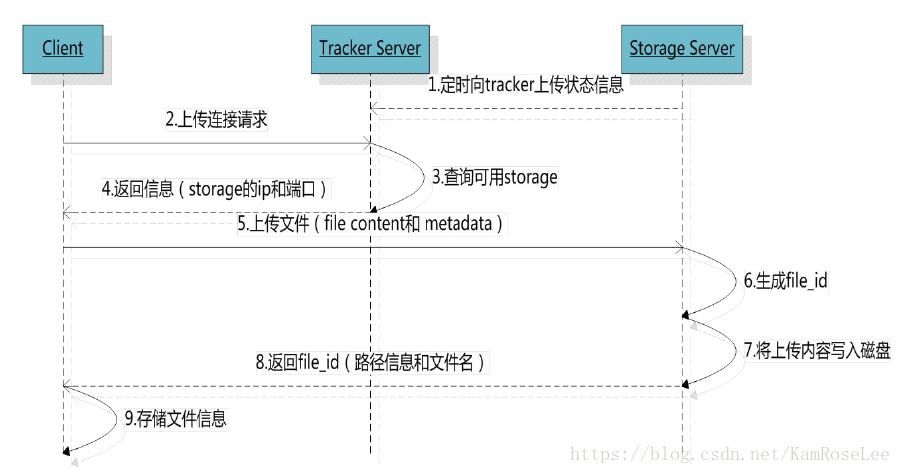 Client
Tracker Server
Storage Server
1.定时向tracker上传状态信息
2.上传连接请求
3.查询可用storage
4.返回信息（storage的ip和端口）
5.上传文件（file content和 metadata）
6.生成file_id
7.将上传内容写入磁盘
8.返回file_id（路径信息和文件名）
9.存储文件信息
https://blog.csdn.net/KamRoseLee